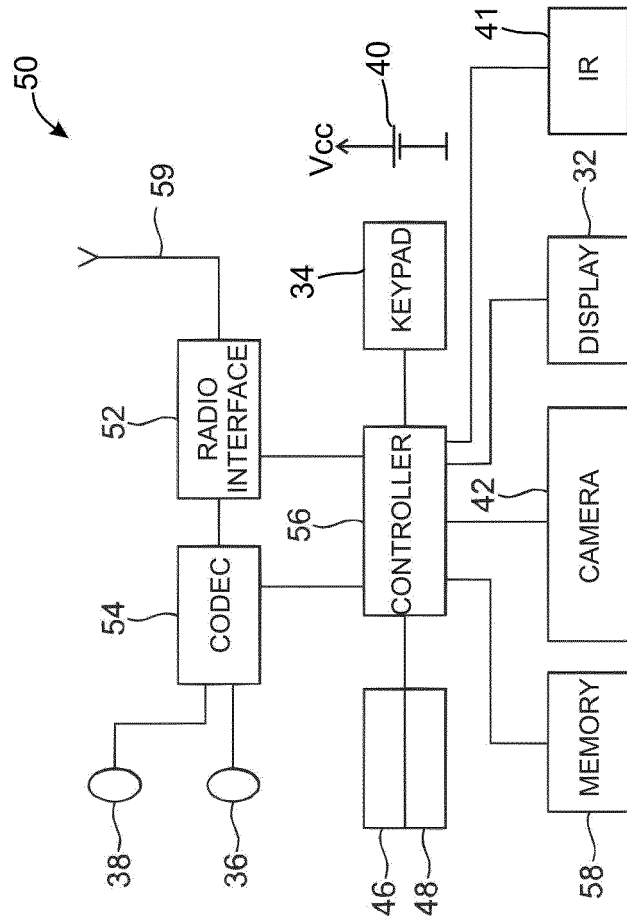 50
59
52
RADIO
INTERFACE
54
CODEC
38
36
Vcc
40
34
KEYPAD
56
CONTROLLER
46
48
41
IR
32
DISPLAY
42
CAMERA
58
MEMORY